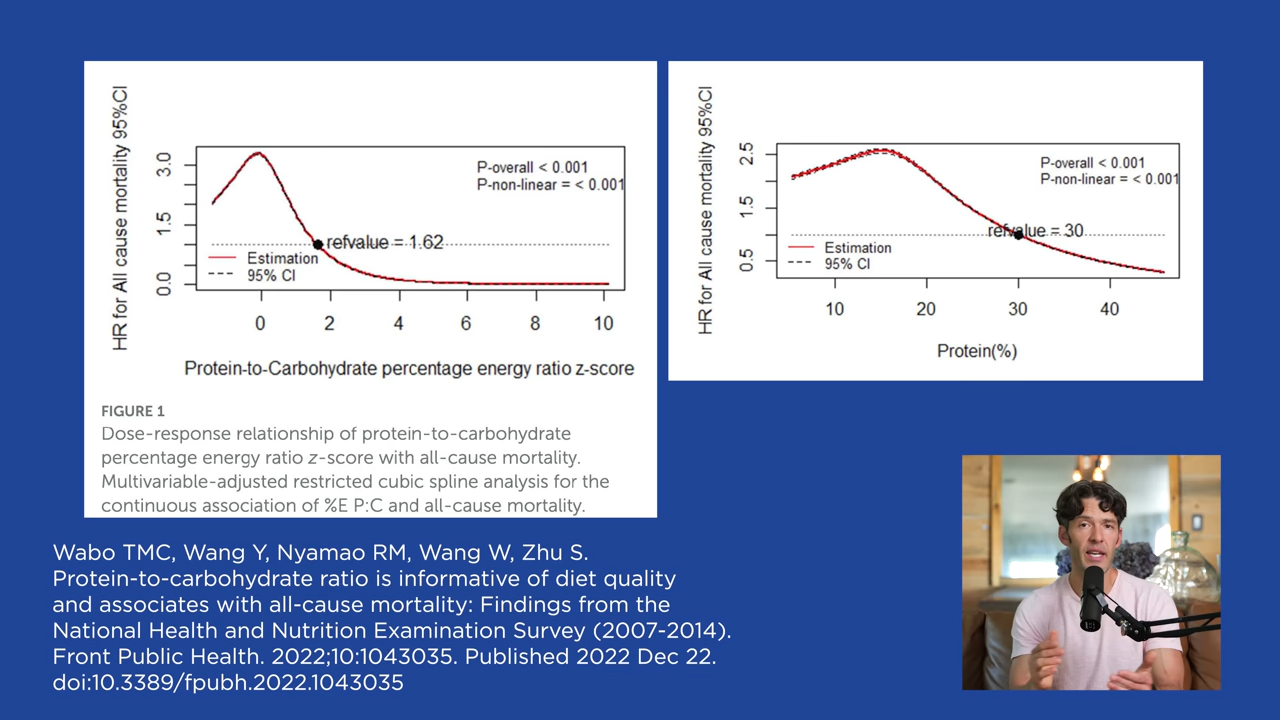 HR for All cause mortality 95%CI
3.0
1.5
0.0
P-overall < 0.001
P-non-linear = < 0.001
refvalue = 1.62
Estimation
95% CI
0 2 4 6 8 10
Protein-to-Carbohydrate percentage energy ratio z-score
FIGURE 1
Dose-response relationship of protein-to-carbohydrate
percentage energy ratio z-score with all-cause mortality.
Multivariable-adjusted restricted cubic spline analysis for the
continuous association of %E P:C and all-cause mortality.
HR for All cause mortality 95%CI
2.5
1.5
0.5
P-overall < 0.001
P-non-linear = < 0.001
refvalue = 30
Estimation
95% CI
10 20 30 40
Protein(%)
Wabo TMC, Wang Y, Nyamao RM, Wang W, Zhu S.
Protein-to-carbohydrate ratio is informative of diet quality
and associates with all-cause mortality: Findings from the
National Health and Nutrition Examination Survey (2007-2014).
Front Public Health. 2022;10:1043035. Published 2022 Dec 22.
doi:10.3389/fpubh.2022.1043035